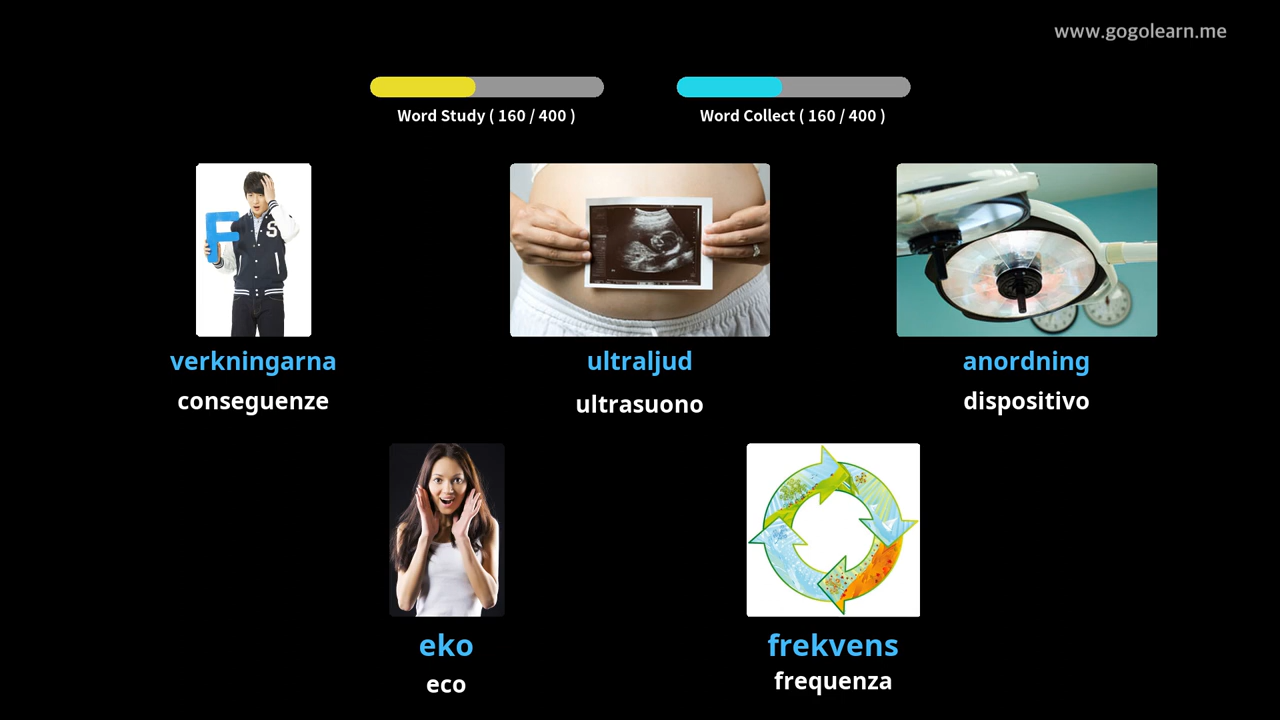 www.gogolearn.me
Word Study ( 160 / 400 )
Word Collect ( 160 / 400 )
F
S
verkningarna
ultraljud
anordning
conseguenze
ultrasuono
dispositivo
eko
frekvens
eco
frequenza